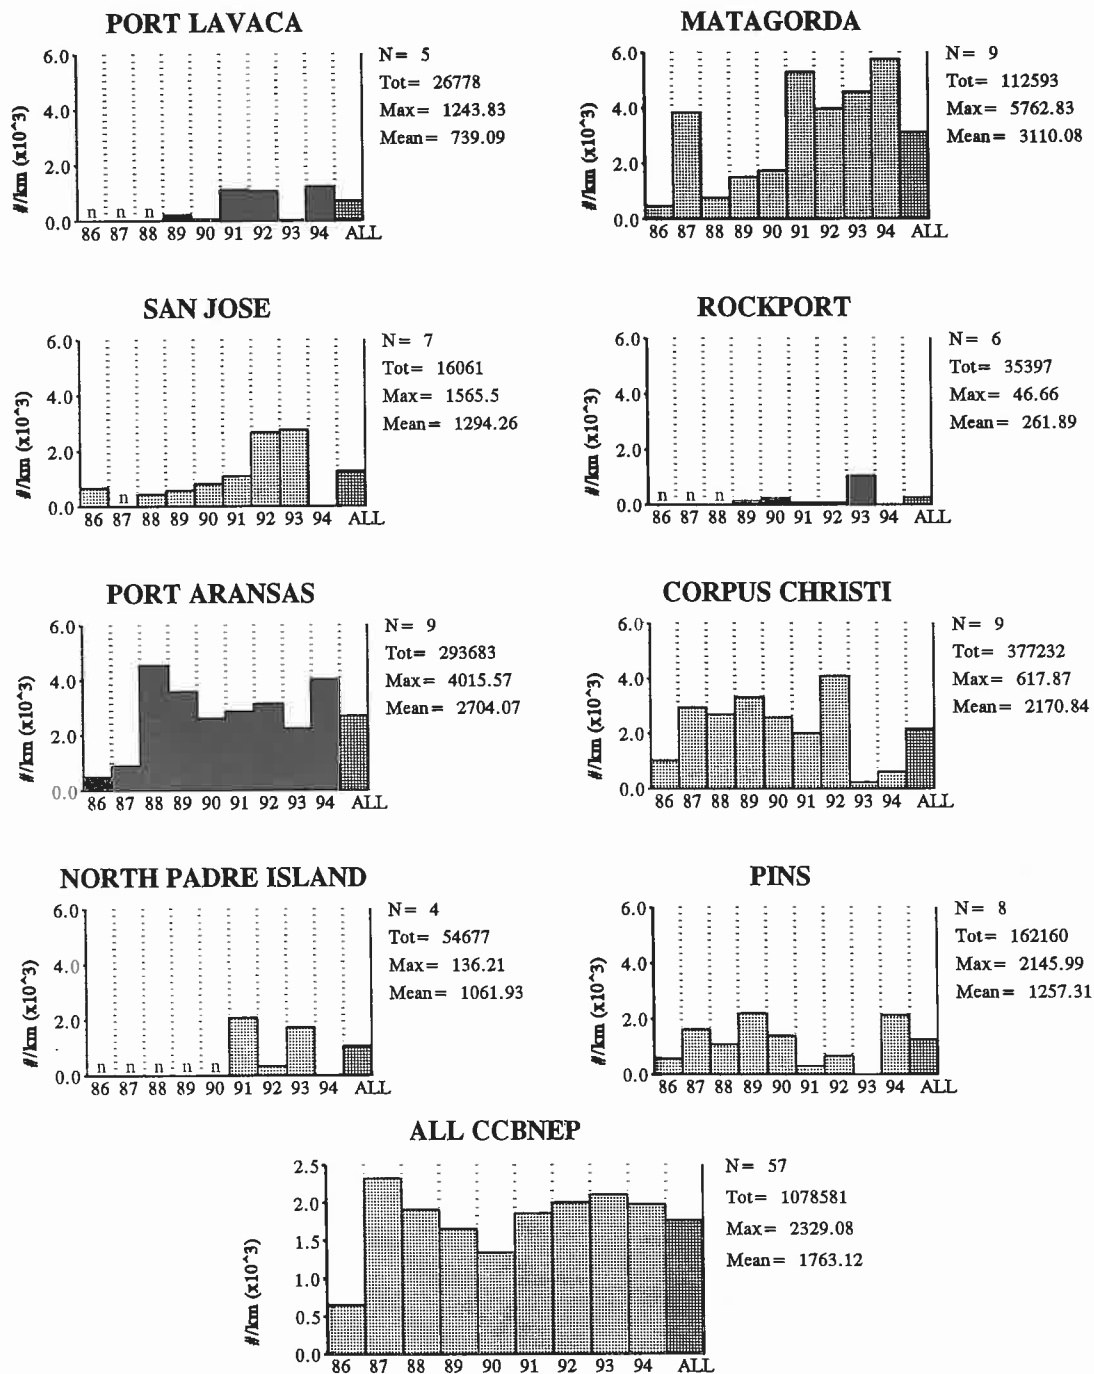 PORT LAVACA
#/km (x10^3)
6.0
4.0
2.0
0.0
n n n
86 87 88 89 90 91 92 93 94 ALL
N= 5
Tot= 26778
Max= 1243.83
Mean= 739.09
MATAGORDA
#/km (x10^3)
6.0
4.0
2.0
0.0
86 87 88 89 90 91 92 93 94 ALL
N= 9
Tot= 112593
Max= 5762.83
Mean= 3110.08
SAN JOSE
#/km (x10^3)
6.0
4.0
2.0
0.0
n
86 87 88 89 90 91 92 93 94 ALL
N= 7
Tot= 16061
Max= 1565.5
Mean= 1294.26
ROCKPORT
#/km (x10^3)
6.0
4.0
2.0
0.0
n n n
86 87 88 89 90 91 92 93 94 ALL
N= 6
Tot= 35397
Max= 46.66
Mean= 261.89
PORT ARANSAS
#/km (x10^3)
6.0
4.0
2.0
0.0
86 87 88 89 90 91 92 93 94 ALL
N= 9
Tot= 293683
Max= 4015.57
Mean= 2704.07
CORPUS CHRISTI
#/km (x10^3)
6.0
4.0
2.0
0.0
86 87 88 89 90 91 92 93 94 ALL
N= 9
Tot= 377232
Max= 617.87
Mean= 2170.84
NORTH PADRE ISLAND
#/km (x10^3)
6.0
4.0
2.0
0.0
n n n n n
86 87 88 89 90 91 92 93 94 ALL
N= 4
Tot= 54677
Max= 136.21
Mean= 1061.93
PINS
#/km (x10^3)
6.0
4.0
2.0
0.0
86 87 88 89 90 91 92 93 94 ALL
N= 8
Tot= 162160
Max= 2145.99
Mean= 1257.31
ALL CCBNEP
#/km (x10^3)
2.5
2.0
1.5
1.0
0.5
0.0
86 87 88 89 90 91 92 93 94 ALL
N= 57
Tot= 1078581
Max= 2329.08
Mean= 1763.12